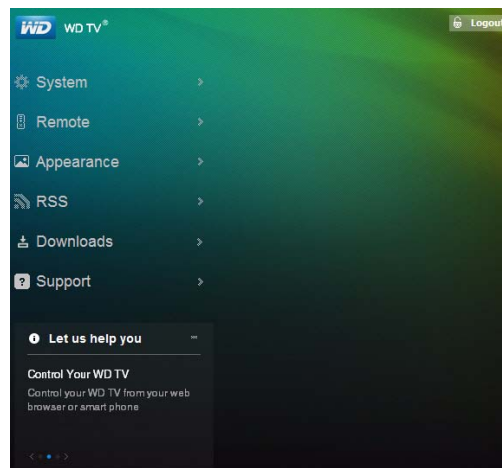 WD WD TV®
Logout
System
Remote
Appearance
RSS
Downloads
? Support
Let us help you
Control Your WD TV
Control your WD TV from your web
browser or smart phone